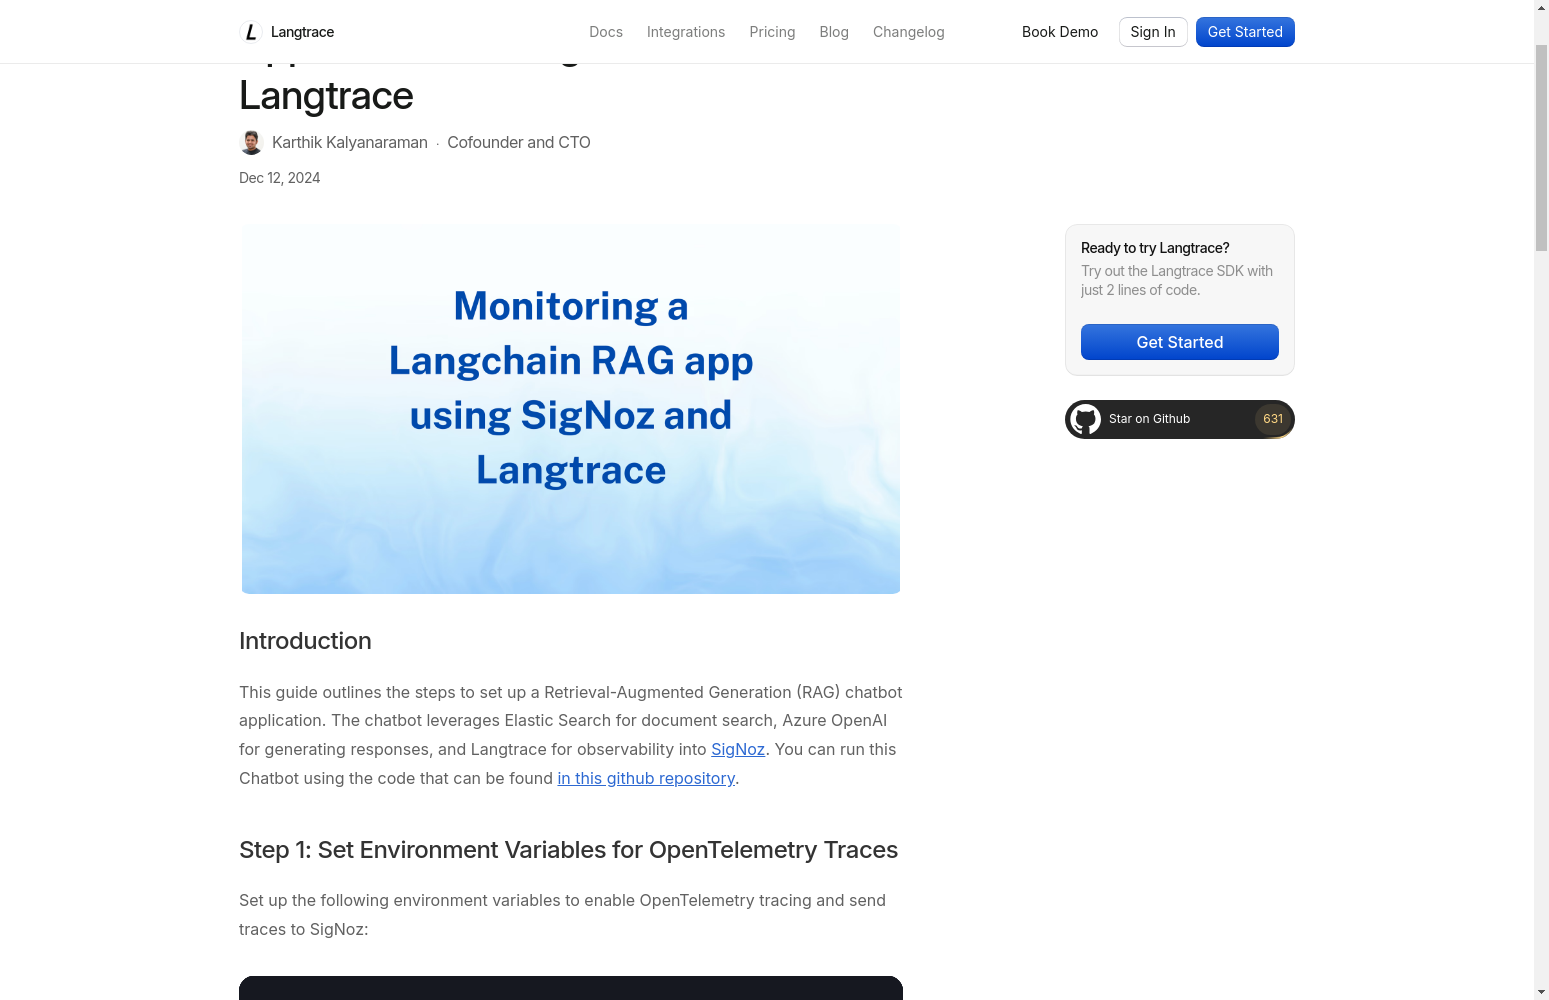 Langtrace
Docs
Integrations
Pricing
Blog
Changelog
Book Demo
Sign In
Get Started
Langtrace
Karthik Kalyanaraman · Cofounder and CTO
Dec 12, 2024
Monitoring a
Langchain RAG app
using SigNoz and
Langtrace
Ready to try Langtrace?
Try out the Langtrace SDK with
just 2 lines of code.
Get Started
Star on Github
631
Introduction
This guide outlines the steps to set up a Retrieval-Augmented Generation (RAG) chatbot
application. The chatbot leverages Elastic Search for document search, Azure OpenAI
for generating responses, and Langtrace for observability into SigNoz. You can run this
Chatbot using the code that can be found in this github repository.
Step 1: Set Environment Variables for OpenTelemetry Traces
Set up the following environment variables to enable OpenTelemetry tracing and send
traces to SigNoz: